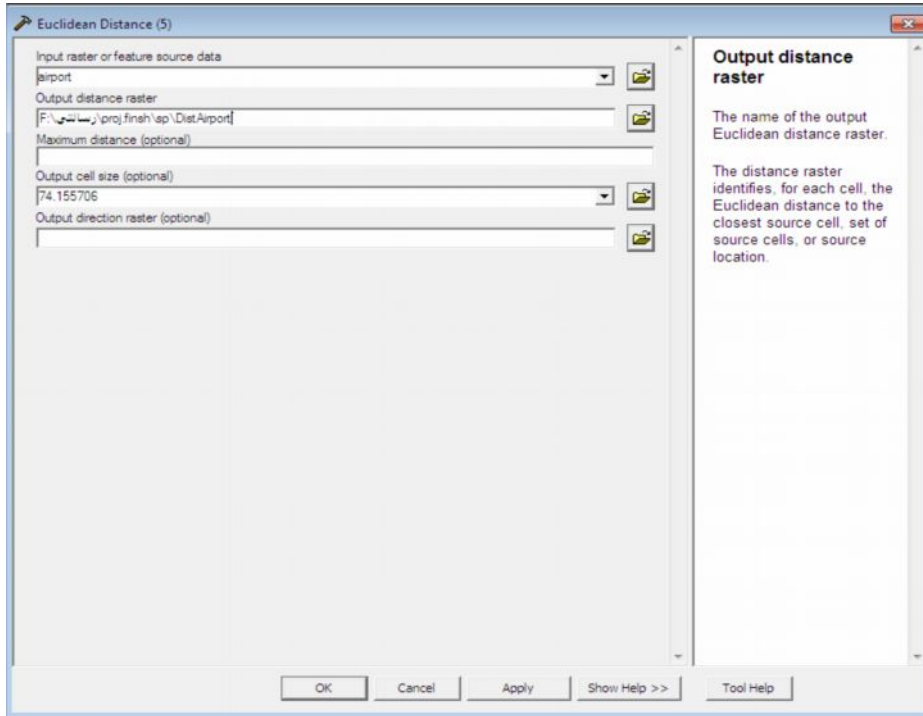 Euclidean Distance (5)
Input raster or feature source data
airport
Output distance raster
F:\رسالتي\proj.finsh\sp\DistAirport
Maximum distance (optional)
Output cell size (optional)
74.155706
Output direction raster (optional)
OK
Cancel
Apply
Show Help >>
Tool Help
Output distance
raster
The name of the output
Euclidean distance raster.
The distance raster
identifies, for each cell, the
Euclidean distance to the
closest source cell, set of
source cells, or source
location.